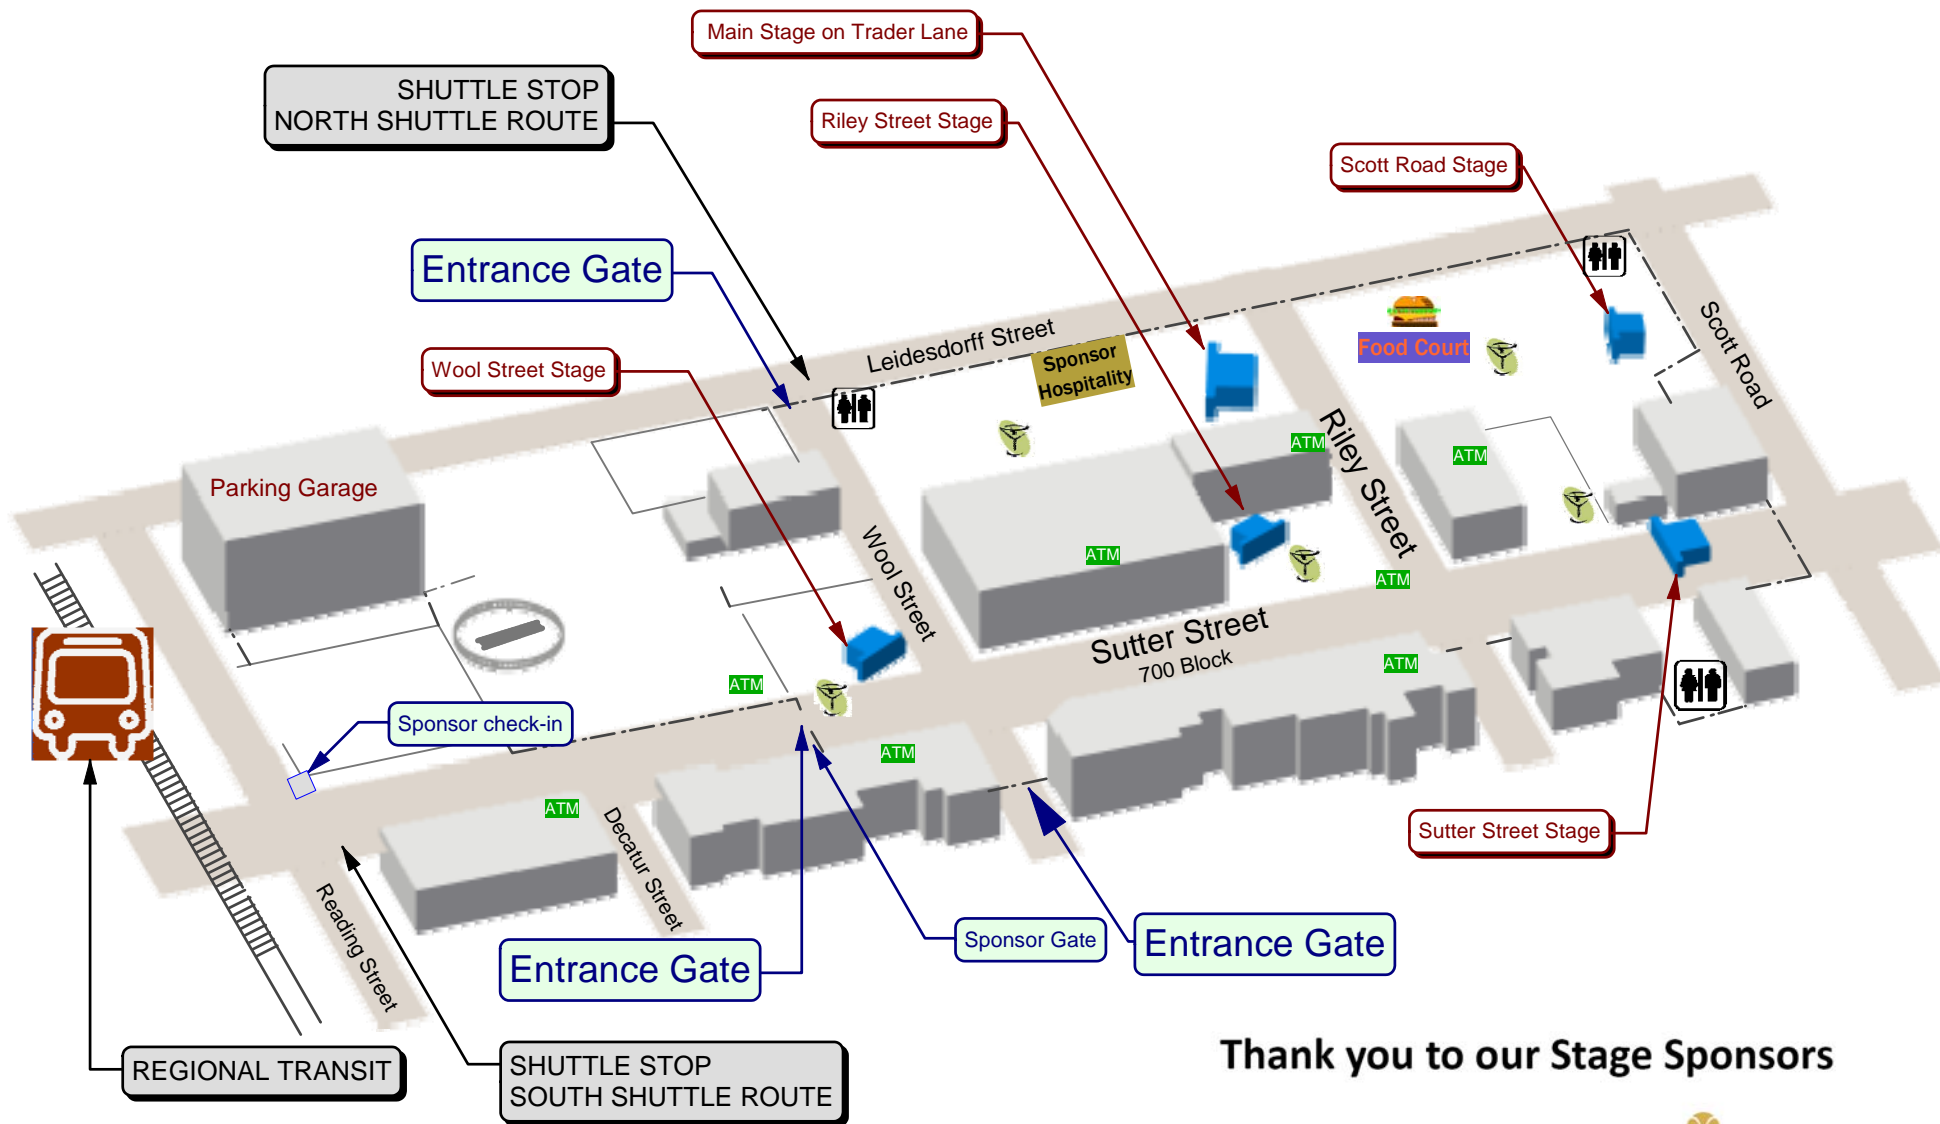 Main Stage on Trader Lane
SHUTTLE STOP
NORTH SHUTTLE ROUTE
Riley Street Stage
Scott Road Stage
Entrance Gate
Wool Street Stage
Leidesdorff Street
Sponsor
Hospitality
Food Court
Scott Road
Parking Garage
Riley Street
ATM
ATM
ATM
ATM
Wool Street
Sutter Street
700 Block
ATM
ATM
ATM
ATM
Sponsor check-in
Decatur Street
Reading Street
Sutter Street Stage
Entrance Gate
Sponsor Gate
Entrance Gate
REGIONAL TRANSIT
SHUTTLE STOP
SOUTH SHUTTLE ROUTE
Thank you to our Stage Sponsors